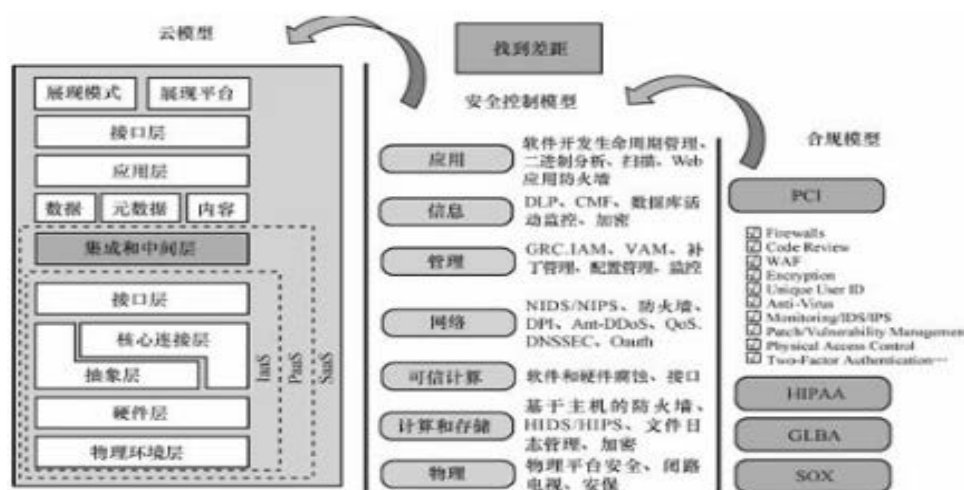 云模型
找到差距
安全控制模型
合规模型
展现模式
展现平台
接口层
应用层
数据
元数据
内容
集成和中间层
接口层
核心连接层
抽象层
硬件层
物理环境层
IaaS
PaaS
SaaS
应用
软件开发生命周期管理、
二进制分析、扫描、Web
应用防火墙
信息
DLP、CMF、数据库活
动监控、加密
管理
GRC.IAM、VAM、补
丁管理、配置管理、监控
网络
NIDS/NIPS、防火墙、
DPI、Ant-DDoS、QoS.
DNSSEC、Oauth
可信计算
软件和硬件腐蚀、接口
计算和存储
基于主机的防火墙、
HIDS/HIPS、文件日
志管理、加密
物理
物理平台安全、闭路
电视、安保
PCI
Firewalls
Code Review
WAF
Encryption
Unique User ID
Anti-Virus
Monitoring/IDS/IPS
Patch/Vulnerability Management
Physical Access Control
Two-Factor Authentication…
HIPAA
GLBA
SOX